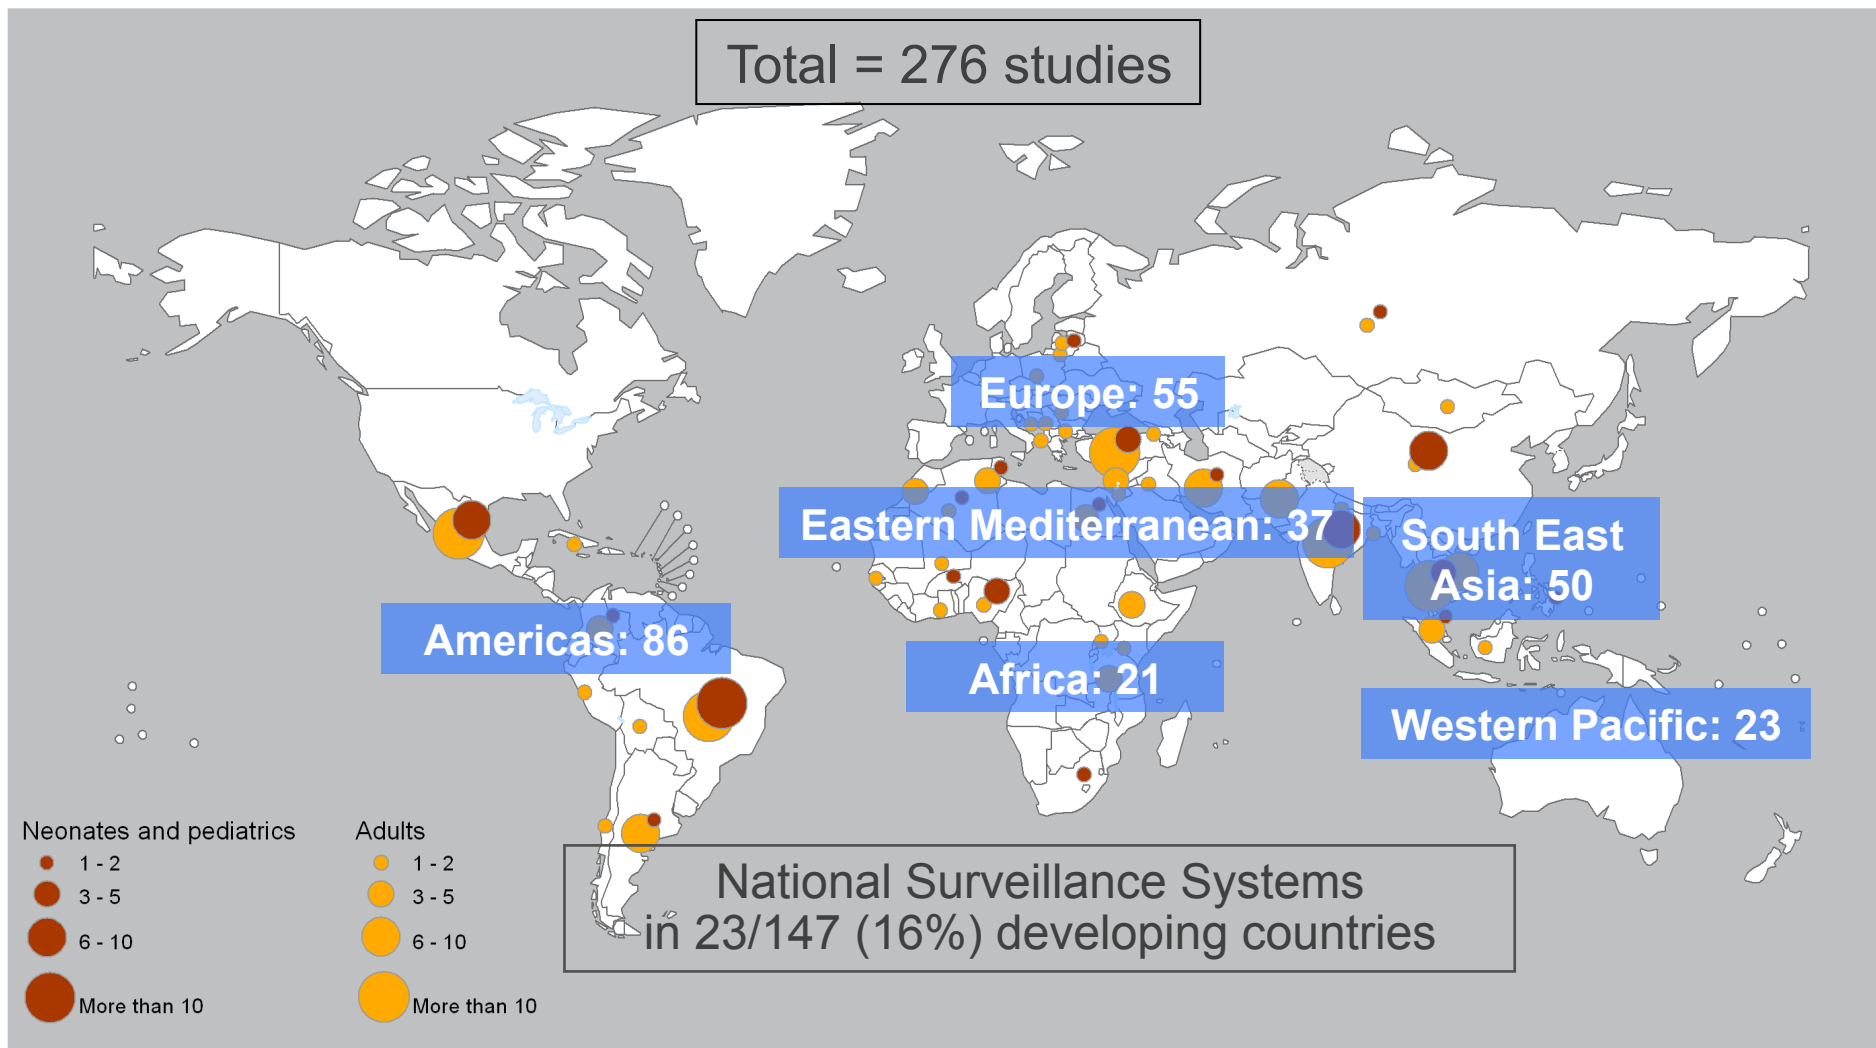 Total = 276 studies
Europe: 55
Eastern Mediterranean: 37
South East
Asia: 50
Americas: 86
Africa: 21
Western Pacific: 23
Neonates and pediatrics
1 - 2
3 - 5
6 - 10
More than 10
Adults
1 - 2
3 - 5
6 - 10
More than 10
National Surveillance Systems
in 23/147 (16%) developing countries